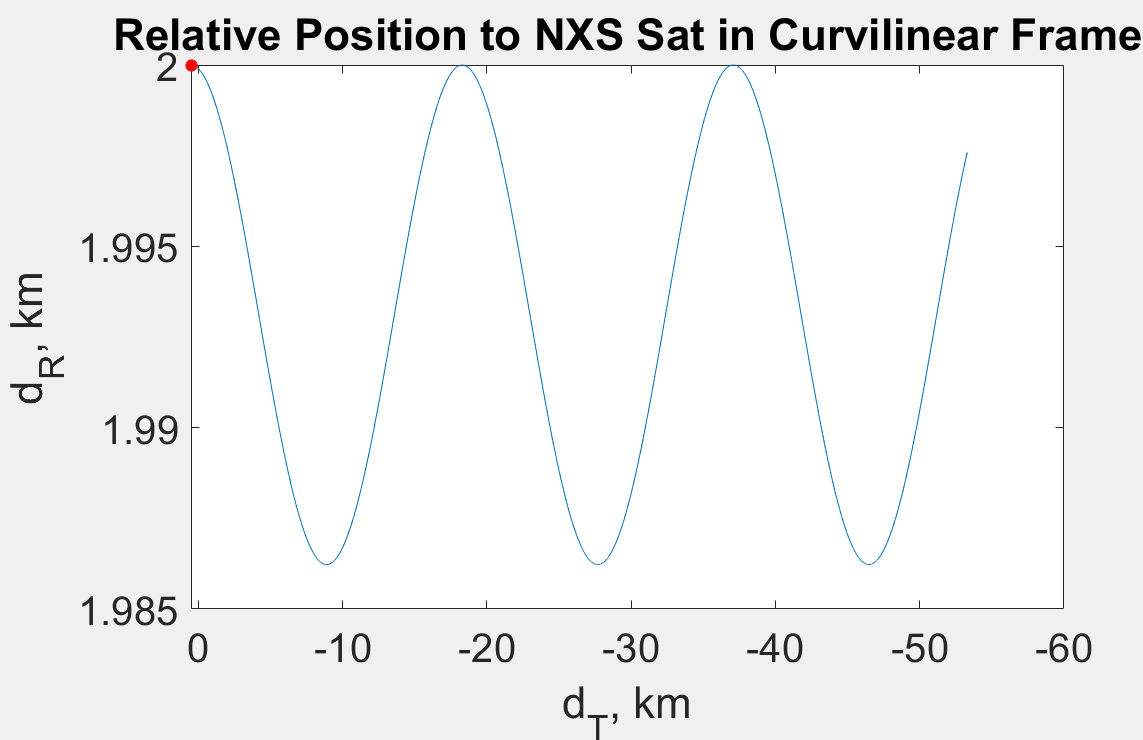 Relative Position to NXS Sat in Curvilinear Frame
2
1.995
1.99
1.985
d_R, km
0 -10 -20 -30 -40 -50 -60
d_T, km